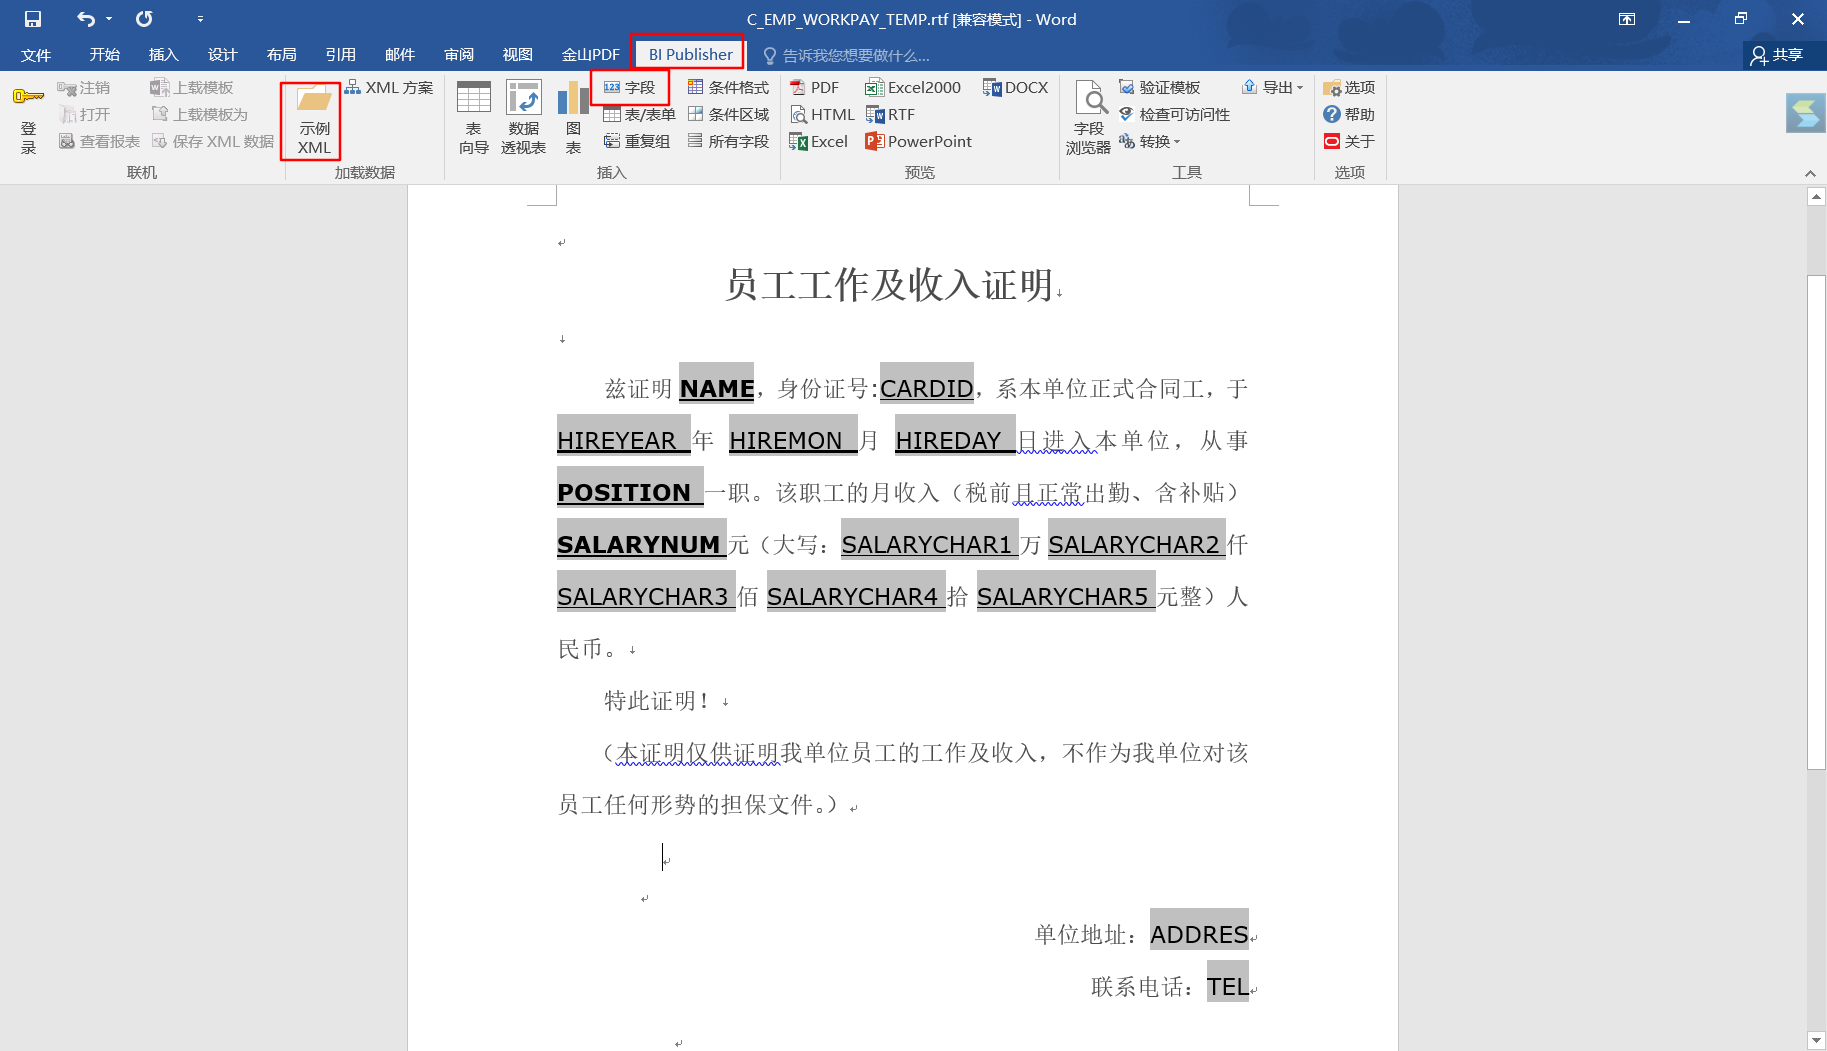 C_EMP_WORKPAY_TEMP.rtf [兼容模式] - Word
文件 开始 插入 设计 布局 引用 邮件 审阅 视图 金山PDF BI Publisher 告诉我您想要做什么... 共享
注销 上载模板 XML 方案 字段 条件格式 PDF Excel2000 DOCX 验证模板 导出 选项
打开 上载模板为 表/表单 条件区域 HTML RTF 检查可访问性 帮助
登录 示例 XML 表向导 数据透视表 图表 字段浏览器
查看报表 保存 XML 数据 重复组 所有字段 Excel PowerPoint 转换 关于
联机 加载数据 插入 预览 工具 选项
员工工作及收入证明
兹证明 NAME，身份证号:CARDID，系本单位正式合同工，于
HIREYEAR 年 HIREMON 月 HIREDAY 日进入本单位，从事
POSITION 一职。该职工的月收入（税前且正常出勤、含补贴）
SALARYNUM 元（大写：SALARYCHAR1 万 SALARYCHAR2 仟
SALARYCHAR3 佰 SALARYCHAR4 拾 SALARYCHAR5 元整）人
民币。
特此证明！
（本证明仅供证明我单位员工的工作及收入，不作为我单位对该
员工任何形势的担保文件。）
单位地址：ADDRES
联系电话：TEL